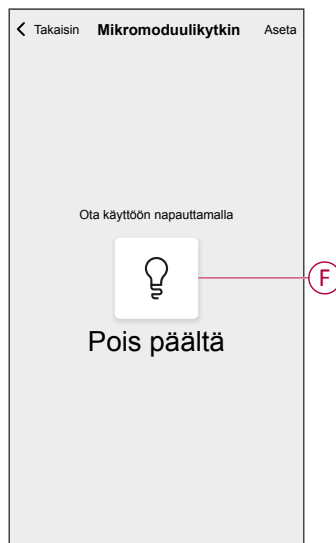 Takaisin Mikromoduulikytkin Aseta
Ota käyttöön napauttamalla
F
Pois päältä